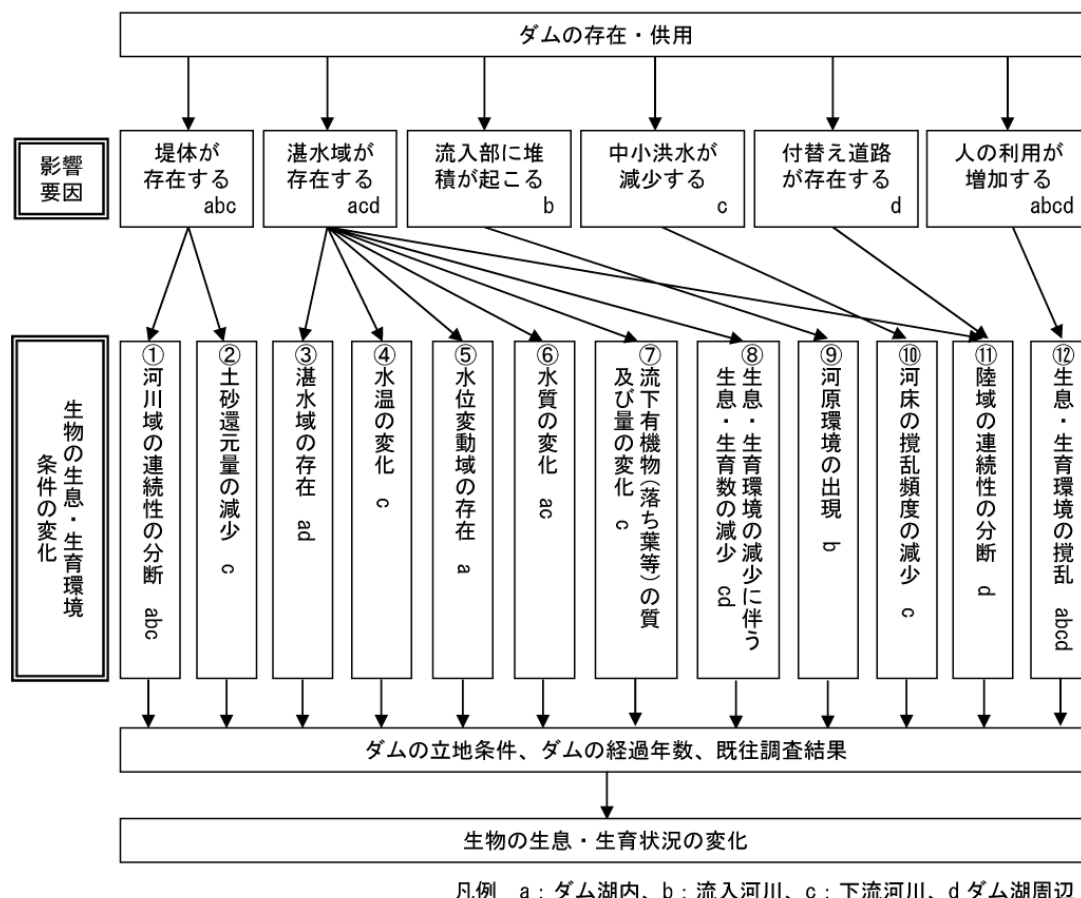 ダムの存在・供用
影響
要因
堤体が
存在する
abc
湛水域が
存在する
acd
流入部に堆
積が起こる
b
中小洪水が
減少する
c
付替え道路
が存在する
d
人の利用が
増加する
abcd
生物の生息・生育環境
条件の変化
①河川域の連続性の分断 abc
②土砂還元量の減少 c
③湛水域の存在 ad
④水温の変化 c
⑤水位変動域の存在 a
⑥水質の変化 ac
⑦流下有機物(落ち葉等)の質
及び量の変化 c
⑧生息・生育環境の減少に伴う
生息・生育数の減少 cd
⑨河原環境の出現 b
⑩河床の撹乱頻度の減少 c
⑪陸域の連続性の分断 d
⑫生息・生育環境の撹乱 abcd
ダムの立地条件、ダムの経過年数、既往調査結果
生物の生息・生育状況の変化
凡例 a：ダム湖内、b：流入河川、c：下流河川、d ダム湖周辺